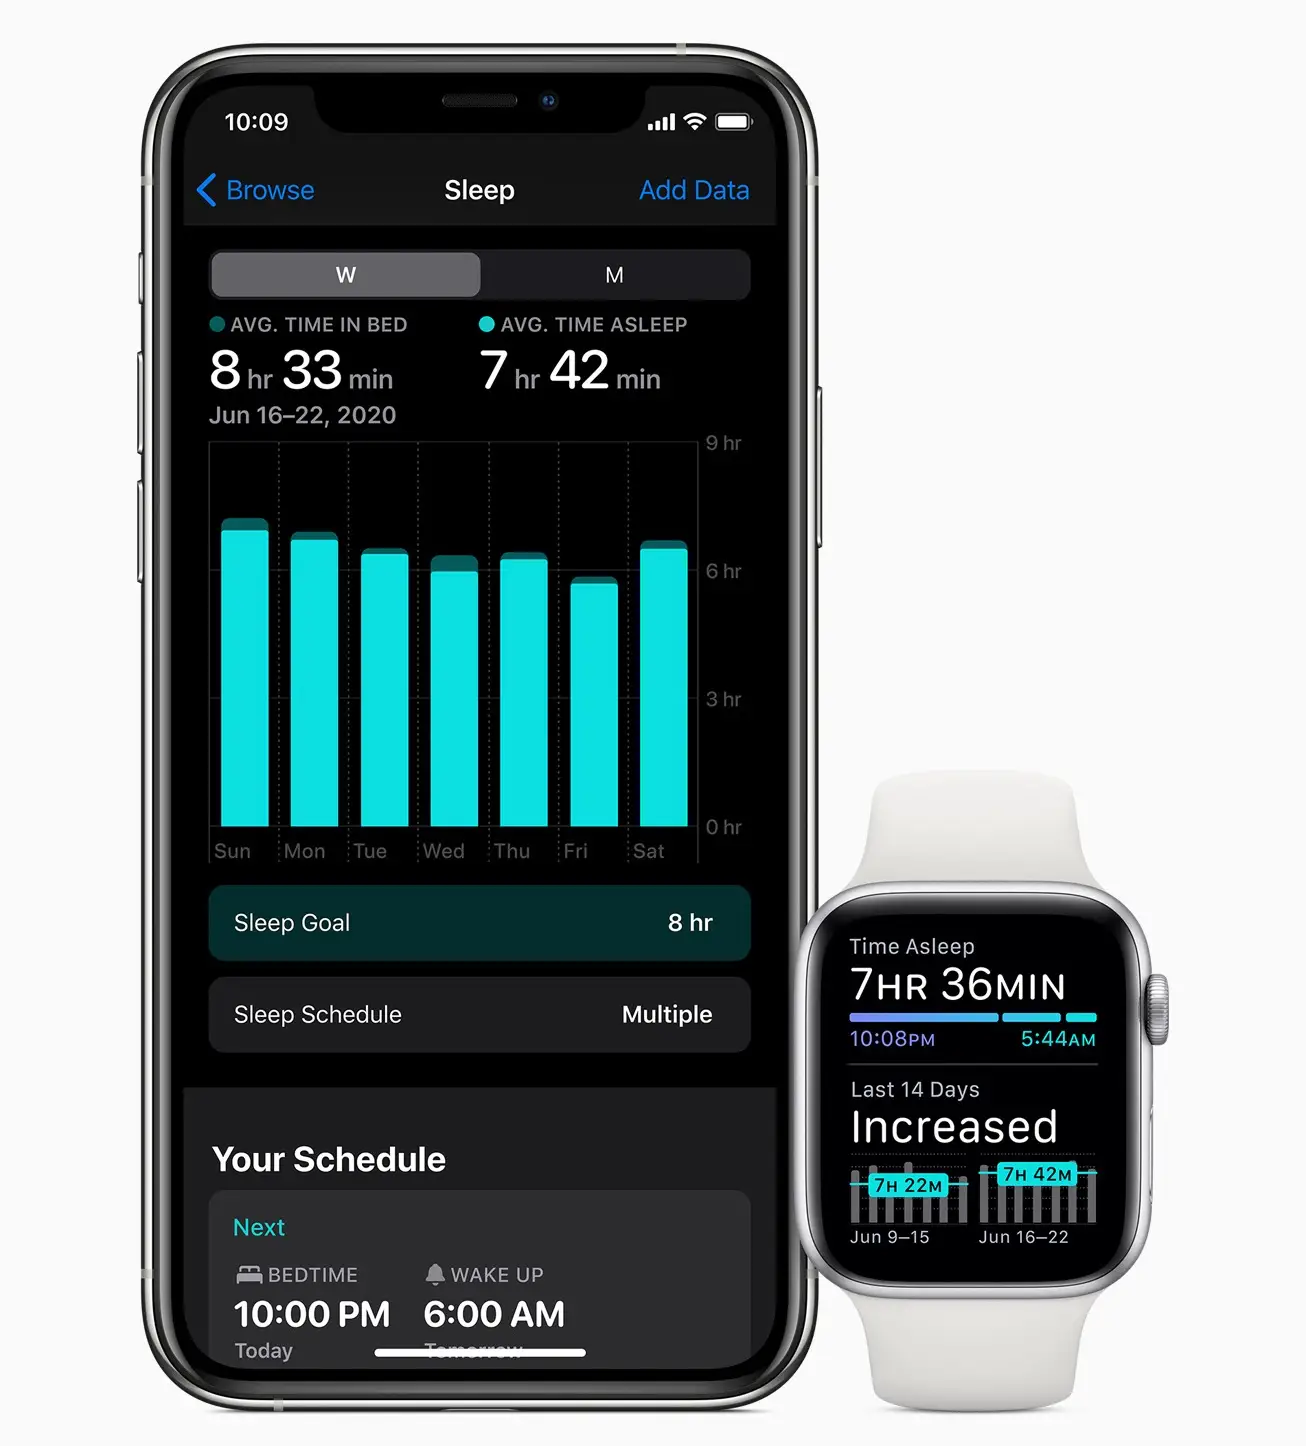 10:09
Browse Sleep Add Data
W M
AVG. TIME IN BED AVG. TIME ASLEEP
8 hr 33 min 7 hr 42 min
Jun 16–22, 2020
9 hr
6 hr
3 hr
0 hr
Sun Mon Tue Wed Thu Fri Sat
Sleep Goal 8 hr
Sleep Schedule Multiple
Your Schedule
Next
BEDTIME WAKE UP
10:00 PM 6:00 AM
Today Tomorrow
Time Asleep
7HR 36MIN
10:08PM 5:44AM
Last 14 Days
Increased
7H 22M 7H 42M
Jun 9–15 Jun 16–22